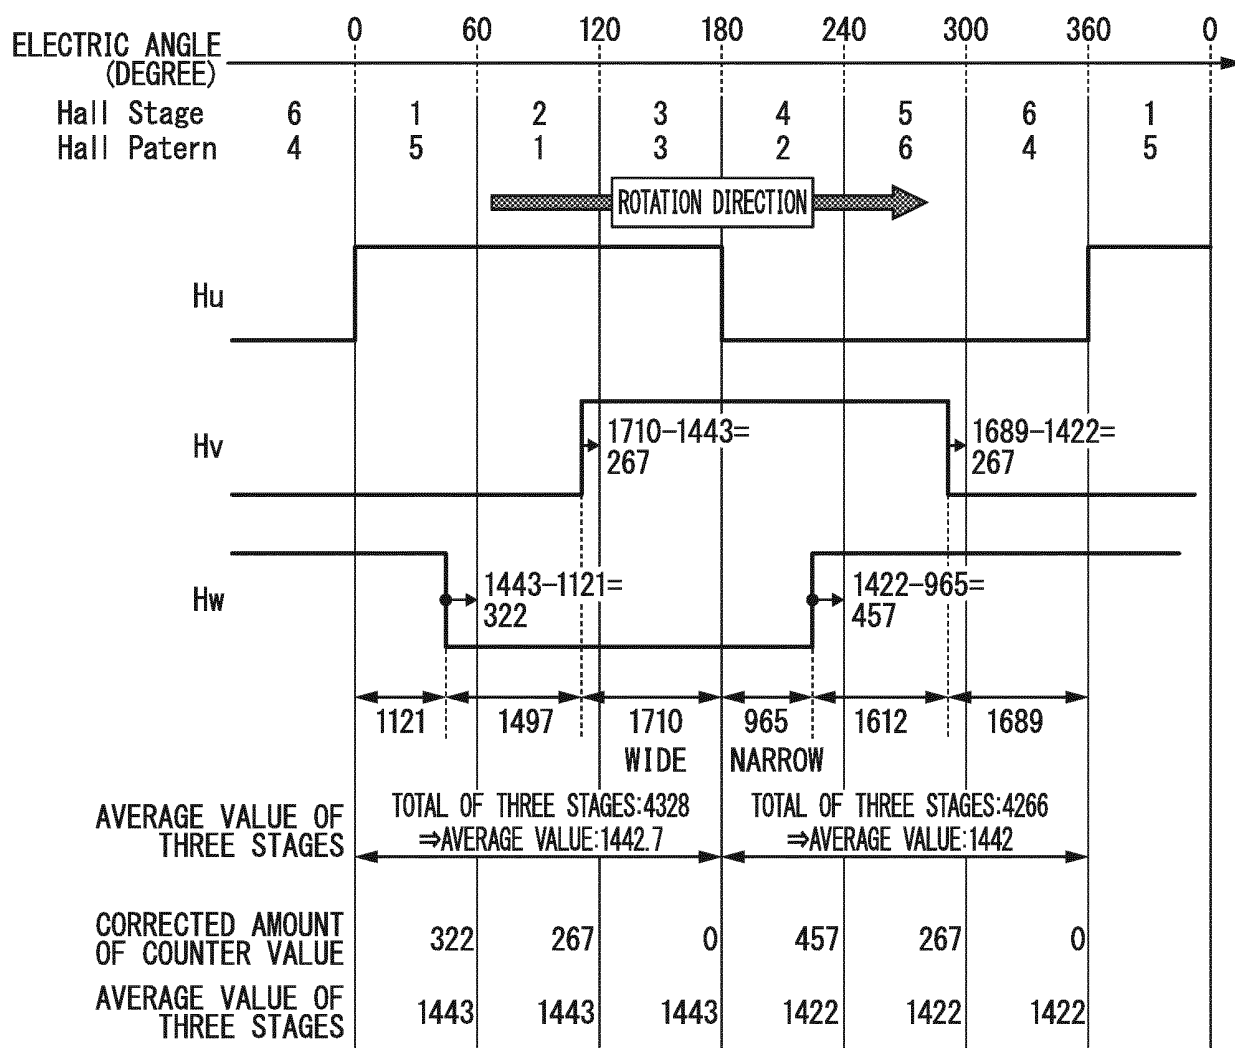 0 60 120 180 240 300 360 0
ELECTRIC ANGLE
(DEGREE)
Hall Stage 6 1 2 3 4 5 6 1
Hall Patern 4 5 1 3 2 6 4 5
ROTATION DIRECTION
Hu
Hv
1710-1443=
267
1689-1422=
267
Hw
1443-1121=
322
1422-965=
457
1121 1497 1710 965 1612 1689
WIDE NARROW
AVERAGE VALUE OF
THREE STAGES
TOTAL OF THREE STAGES:4328
⇒AVERAGE VALUE:1442.7
TOTAL OF THREE STAGES:4266
⇒AVERAGE VALUE:1442
CORRECTED AMOUNT
OF COUNTER VALUE
322 267 0 457 267 0
AVERAGE VALUE OF
THREE STAGES
1443 1443 1443 1422 1422 1422